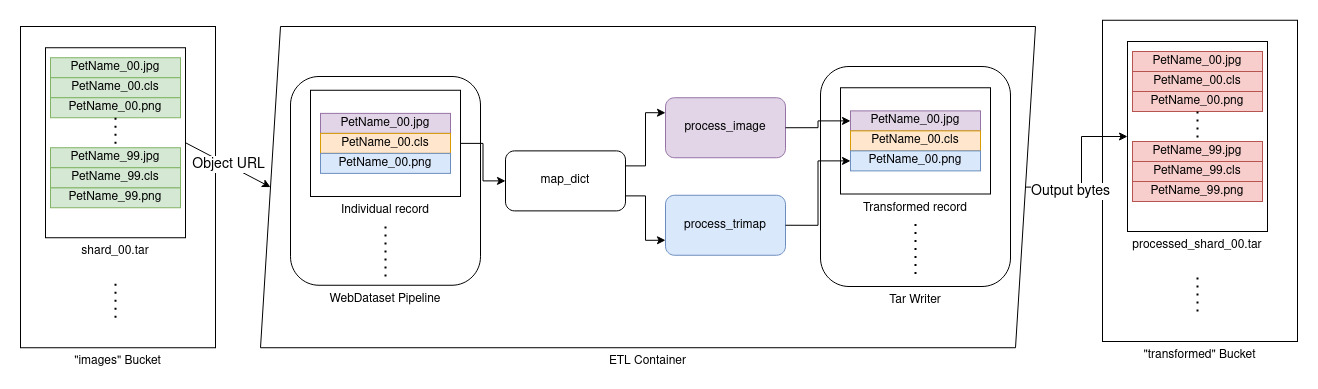 PetName_00.jpg
PetName_00.cls
PetName_00.png
PetName_99.jpg
PetName_99.cls
PetName_99.png
shard_00.tar
"images" Bucket
Object URL
PetName_00.jpg
PetName_00.cls
PetName_00.png
Individual record
WebDataset Pipeline
map_dict
process_image
process_trimap
PetName_00.jpg
PetName_00.cls
PetName_00.png
Transformed record
Tar Writer
ETL Container
Output bytes
PetName_00.jpg
PetName_00.cls
PetName_00.png
PetName_99.jpg
PetName_99.cls
PetName_99.png
processed_shard_00.tar
"transformed" Bucket